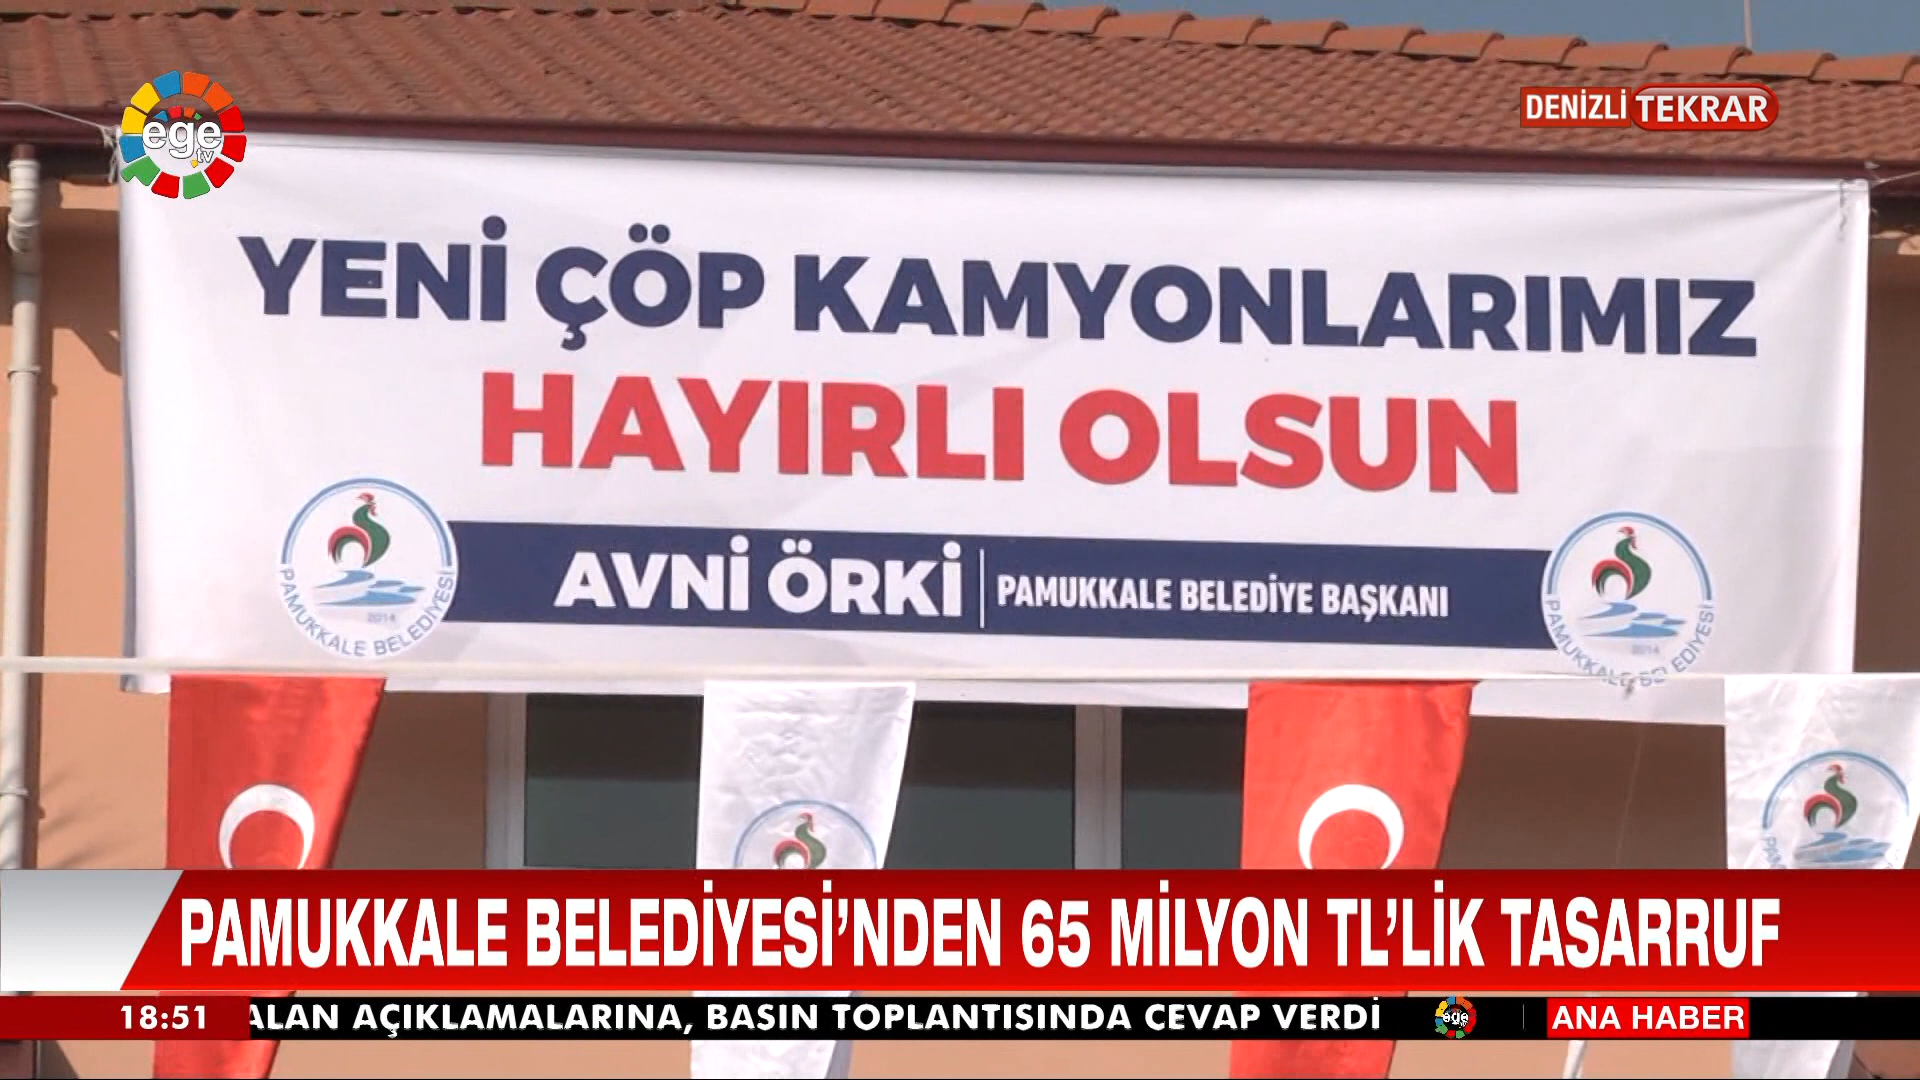 ege
tv
DENİZLİ TEKRAR
YENİ ÇÖP KAMYONLARIMIZ
HAYIRLI OLSUN
AVNİ ÖRKİ PAMUKKALE BELEDİYE BAŞKANI
PAMUKKALE BELEDİYESİ
2014
PAMUKKALE BELEDİYESİ
2014
PAMUKKALE BELEDİYESİ'NDEN 65 MİLYON TL'LİK TASARRUF
18:51 ALAN AÇIKLAMALARINA, BASIN TOPLANTISINDA CEVAP VERDİ ege tv ANA HABER